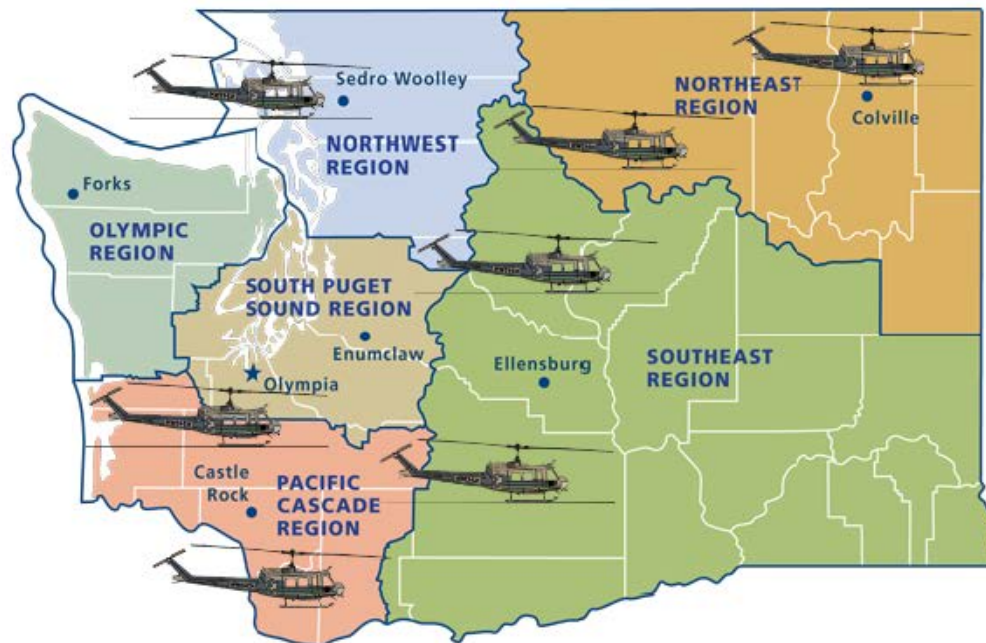 Sedro Woolley
NORTHWEST
REGION
NORTHEAST
REGION
Colville
Forks
OLYMPIC
REGION
SOUTH PUGET
SOUND REGION
Enumclaw
Olympia
Ellensburg
SOUTHEAST
REGION
Castle
Rock
PACIFIC
CASCADE
REGION